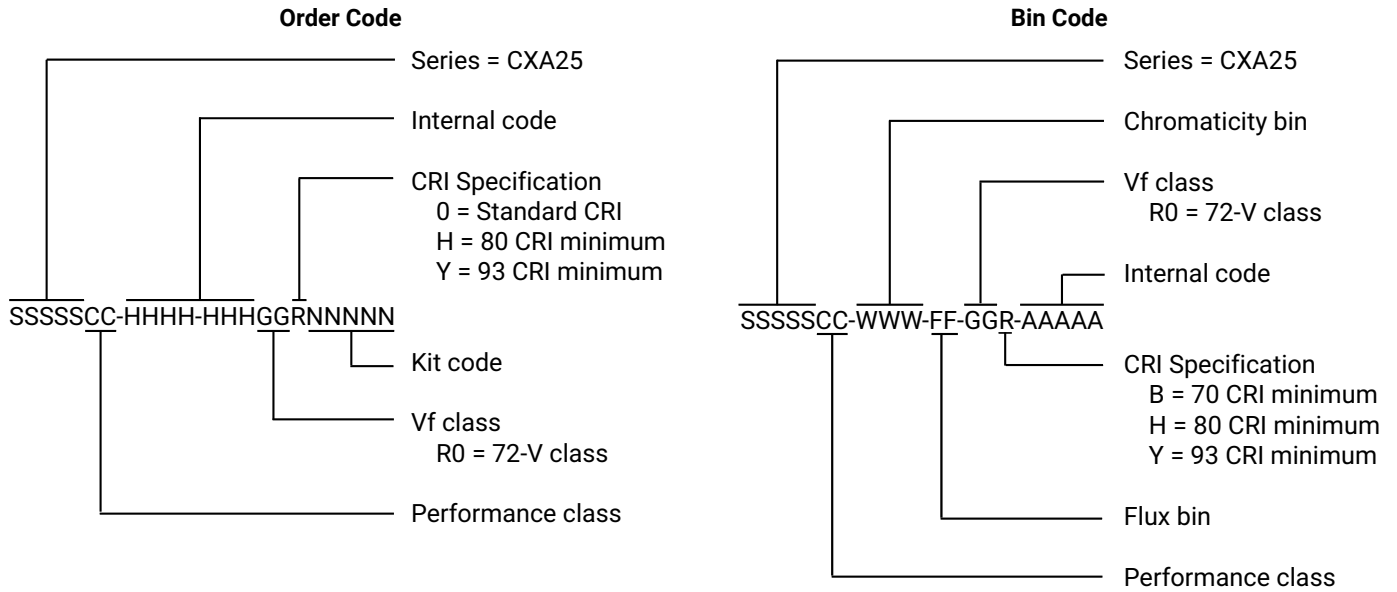 Order Code
Series = CXA25
Internal code
CRI Specification
0 = Standard CRI
H = 80 CRI minimum
Y = 93 CRI minimum
SSSSSCC-HHHH-HHHGGRNNNNN
Kit code
Vf class
R0 = 72-V class
Performance class
Bin Code
Series = CXA25
Chromaticity bin
Vf class
R0 = 72-V class
Internal code
SSSSSCC-WWW-FF-GGR-AAAAA
CRI Specification
B = 70 CRI minimum
H = 80 CRI minimum
Y = 93 CRI minimum
Flux bin
Performance class